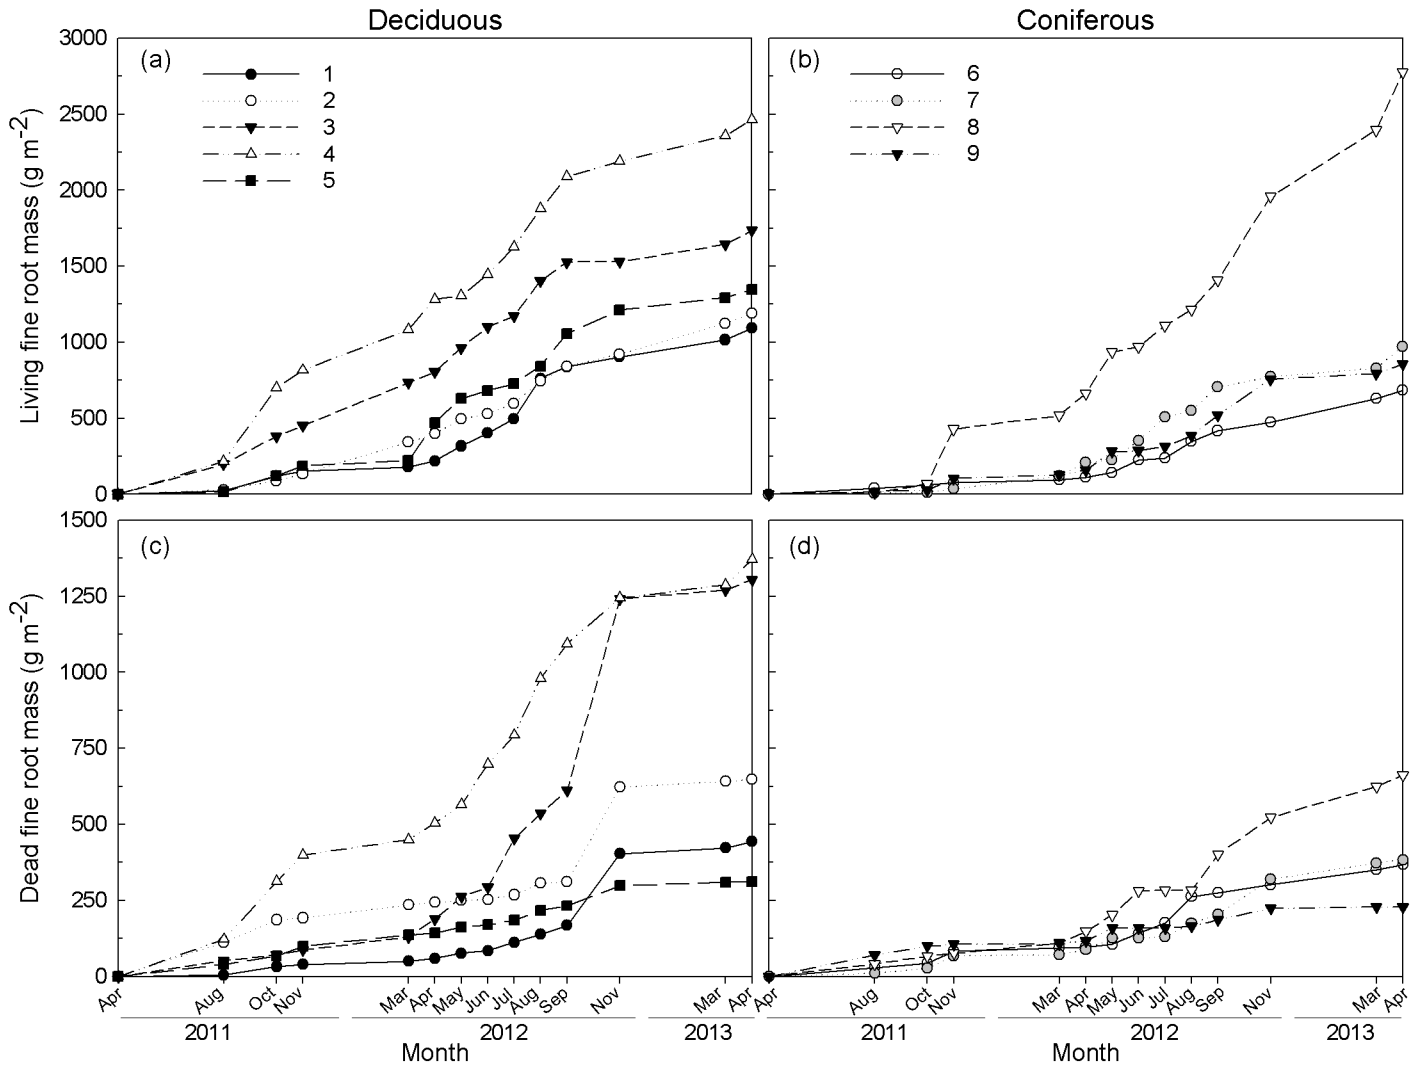 Deciduous
Coniferous
3000
2500
2000
1500
1000
500
0
Living fine root mass (g m-2)
(a)
1
2
3
4
5
(b)
6
7
8
9
1500
1250
1000
750
500
250
0
Dead fine root mass (g m-2)
(c)
(d)
Apr Aug Oct Nov Mar Apr May Jun Jul Aug Sep Nov Mar Apr
Apr Aug Oct Nov Mar Apr May Jun Jul Aug Sep Nov Mar Apr
2011 2012 2013
2011 2012 2013
Month
Month